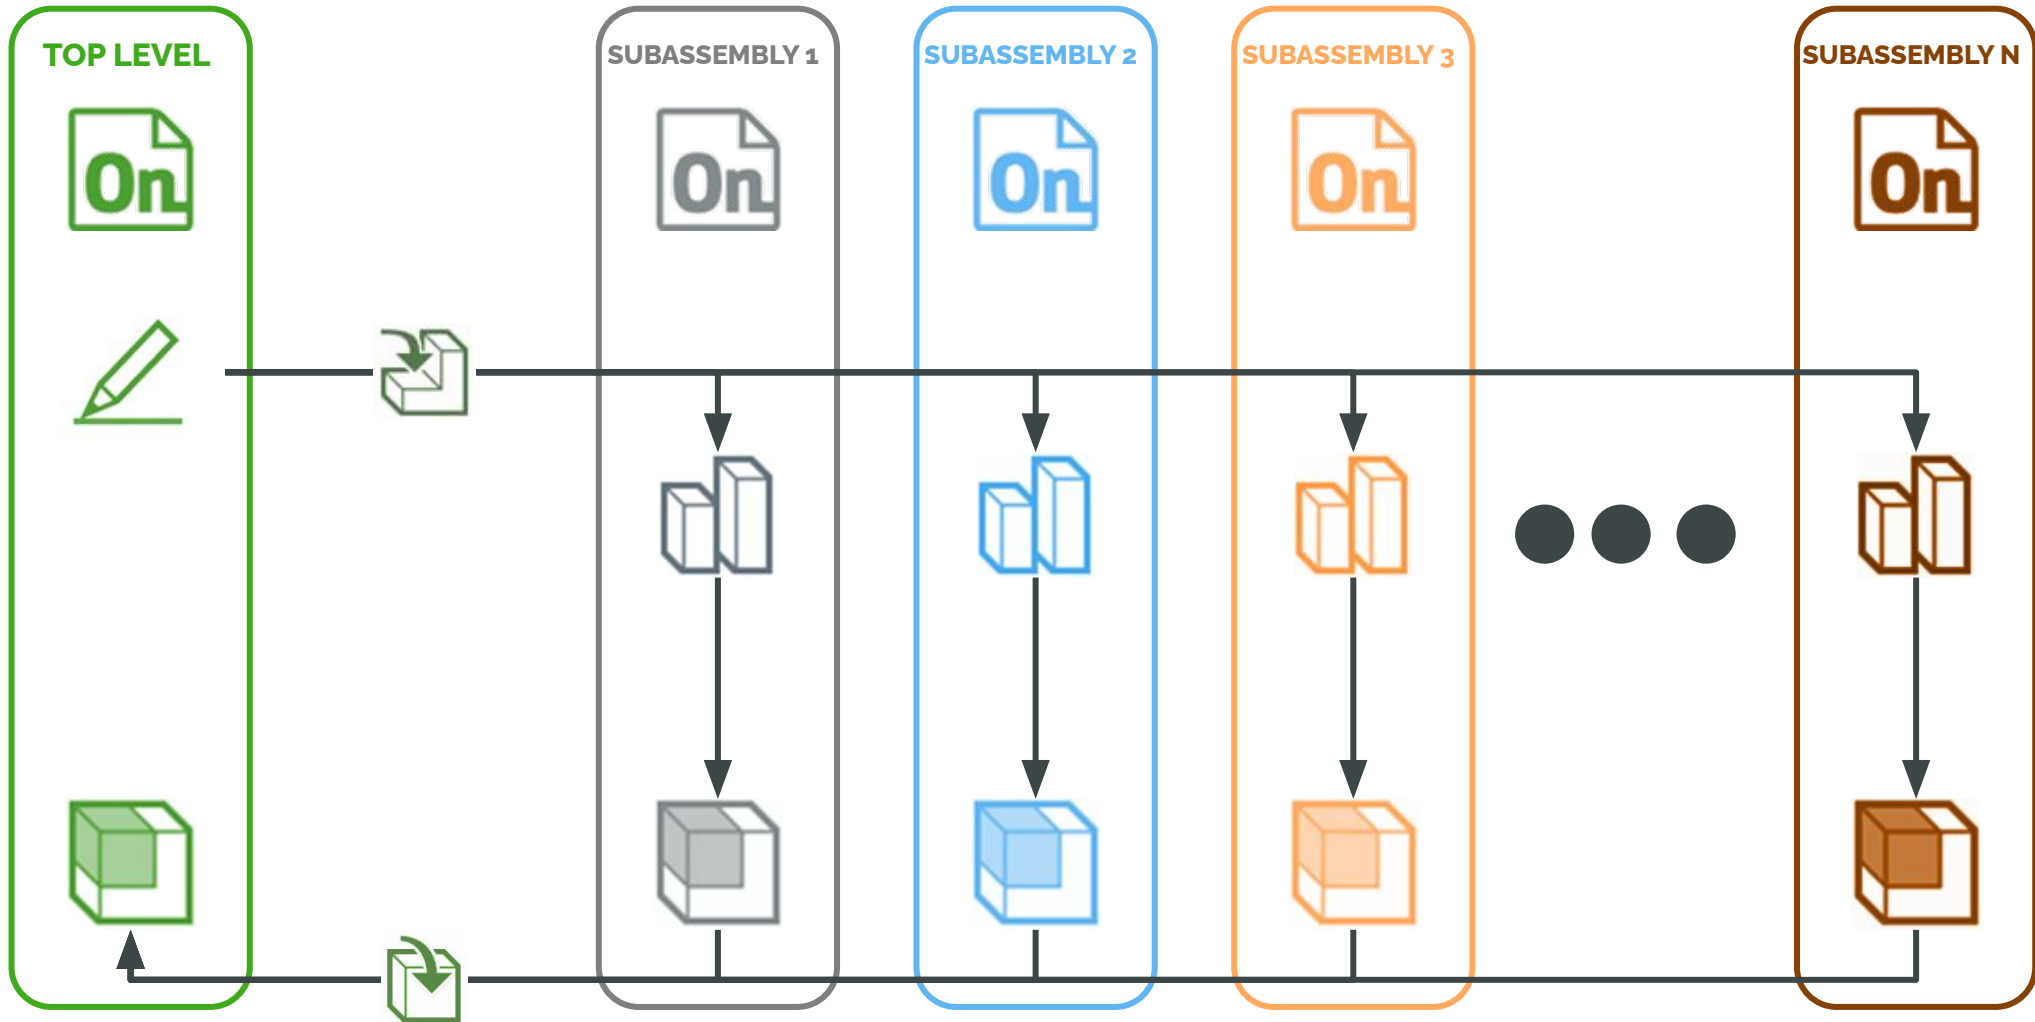 TOP LEVEL
SUBASSEMBLY 1
SUBASSEMBLY 2
SUBASSEMBLY 3
SUBASSEMBLY N
On
On
On
On
On